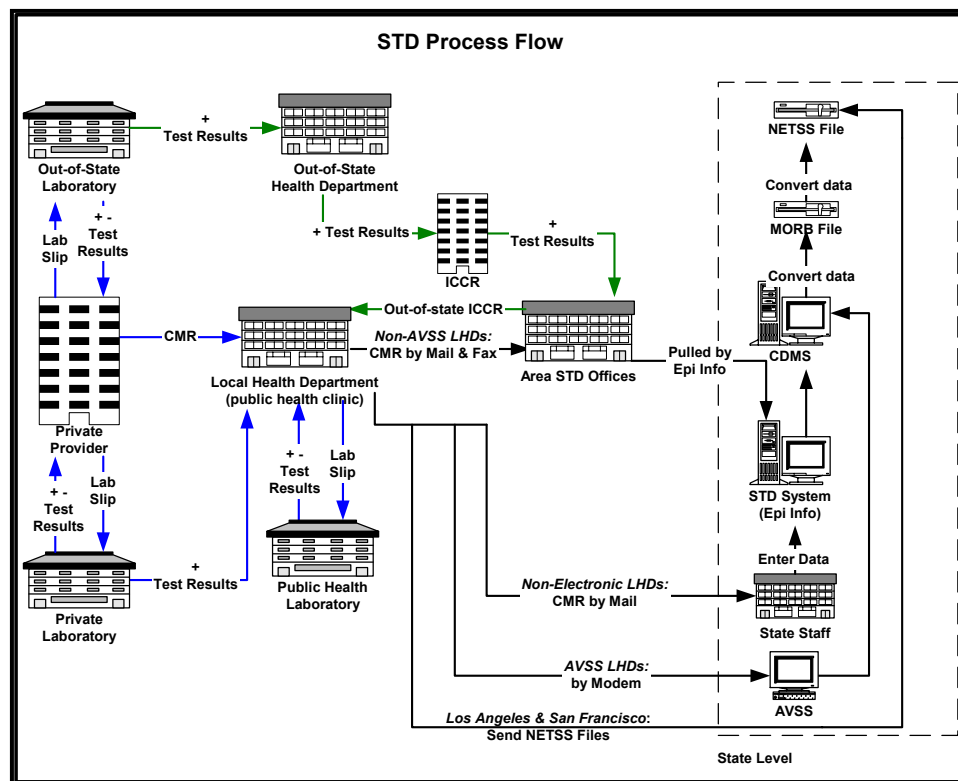 STD Process Flow
+
Test Results
Out-of-State
Laboratory
Out-of-State
Health Department
NETSS File
Convert data
MORB File
Convert data
CDMS
+ Test Results
ICCR
+
Test Results
Lab
Slip
+ -
Test
Results
Out-of-state ICCR
CMR
Non-AVSS LHDs:
CMR by Mail & Fax
Area STD Offices
Pulled by
Epi Info
Local Health Department
(public health clinic)
Private
Provider
+ -
Test
Results
Lab
Slip
+ -
Test
Results
Lab
Slip
STD System
(Epi Info)
Enter Data
+
Test Results
Private
Laboratory
Public Health
Laboratory
Non-Electronic LHDs:
CMR by Mail
State Staff
AVSS LHDs:
by Modem
AVSS
Los Angeles & San Francisco:
Send NETSS Files
State Level